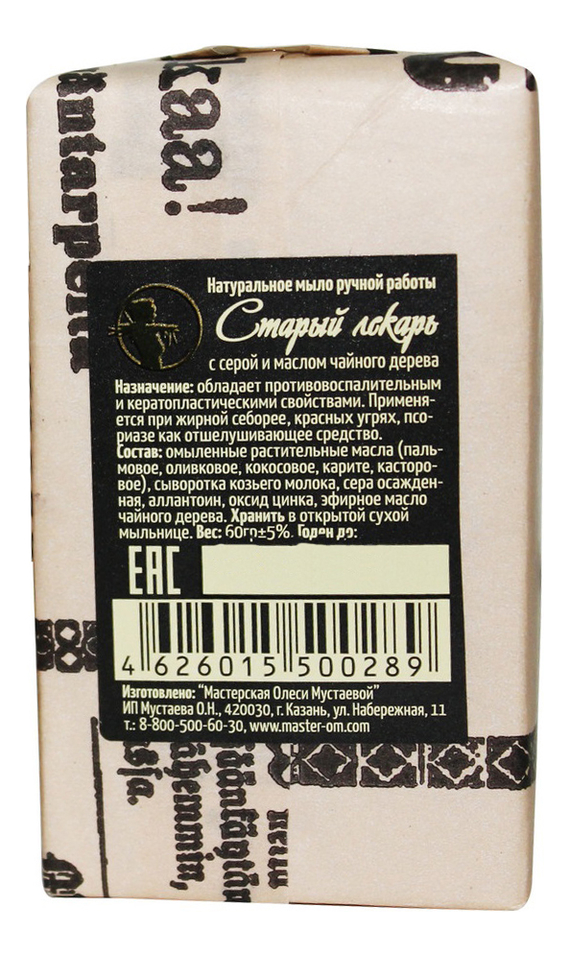 каа!
Натуральное мыло ручной работы
Старый лекарь
с серой и маслом чайного дерева
Назначение: обладает противовоспалительным
и кератопластическими свойствами. Применя-
ется при жирной себорее, красных угрях, псо-
риазе как отшелушивающее средство.
Состав: омыленные растительные масла (паль-
мовое, оливковое, кокосовое, карите, касторо-
вое), сыворотка козьего молока, сера осажден-
ная, аллантоин, оксид цинка, эфирное масло
чайного дерева. Хранить в открытой сухой
мыльнице. Вес: 60гр±5%. Годен до:
EAC
4 626015 500289
Изготовлено: “Мастерская Олеси Мустаевой”
ИП Мустаева О.Н., 420030, г. Казань, ул. Набережная, 11
т.: 8-800-500-60-30, www.master-om.com